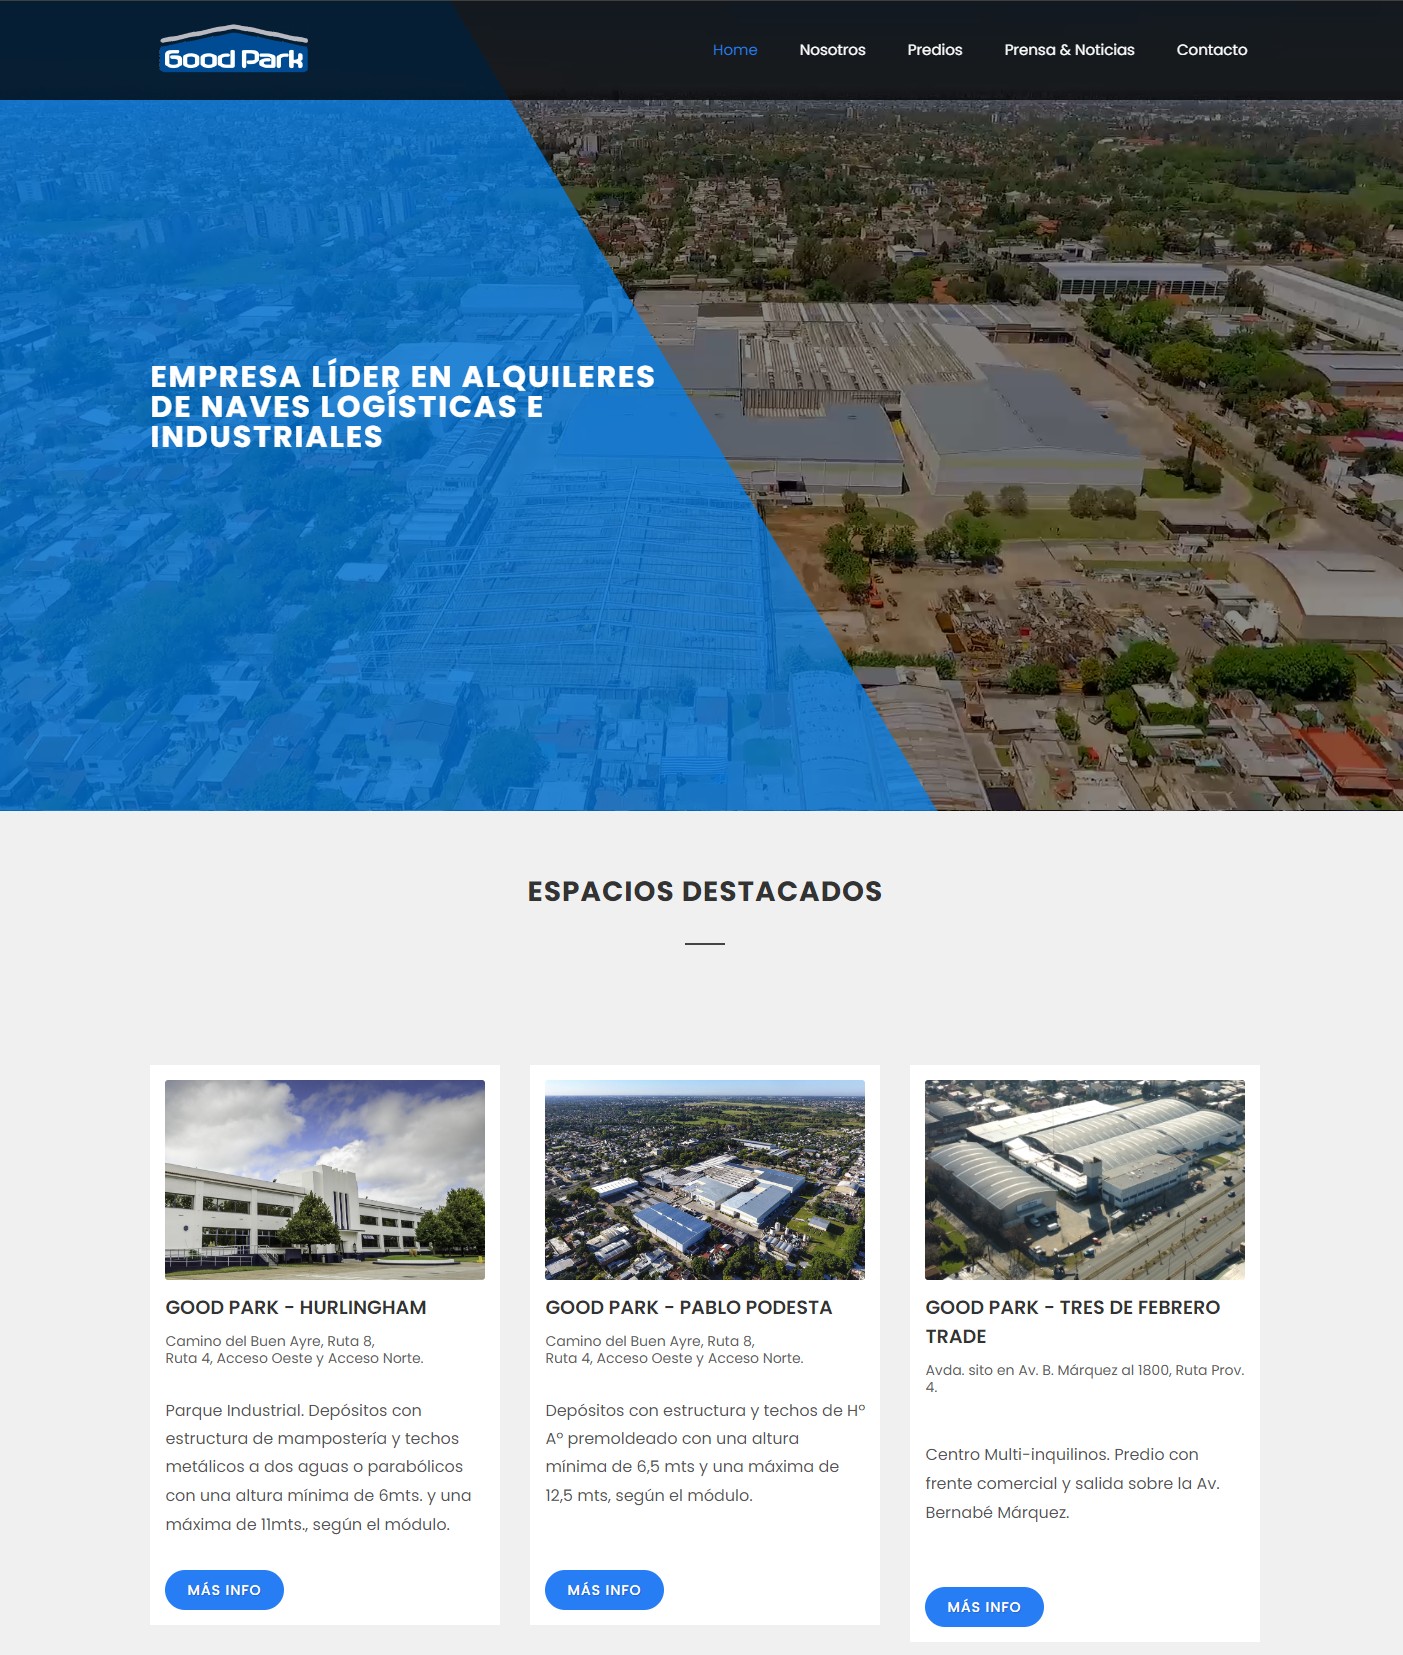 Good Park
Home
Nosotros
Predios
Prensa & Noticias
Contacto
EMPRESA LÍDER EN ALQUILERES
DE NAVES LOGÍSTICAS E
INDUSTRIALES
ESPACIOS DESTACADOS
GOOD PARK - HURLINGHAM
Camino del Buen Ayre, Ruta 8,
Ruta 4, Acceso Oeste y Acceso Norte.
Parque Industrial. Depósitos con
estructura de mampostería y techos
metálicos a dos aguas o parabólicos
con una altura mínima de 6mts. y una
máxima de 11mts., según el módulo.
MÁS INFO
GOOD PARK - PABLO PODESTA
Camino del Buen Ayre, Ruta 8,
Ruta 4, Acceso Oeste y Acceso Norte.
Depósitos con estructura y techos de Hº
Aº premoldeado con una altura
mínima de 6,5 mts y una máxima de
12,5 mts, según el módulo.
MÁS INFO
GOOD PARK - TRES DE FEBRERO
TRADE
Avda. sito en Av. B. Márquez al 1800, Ruta Prov.
4.
Centro Multi-inquilinos. Predio con
frente comercial y salida sobre la Av.
Bernabé Márquez.
MÁS INFO